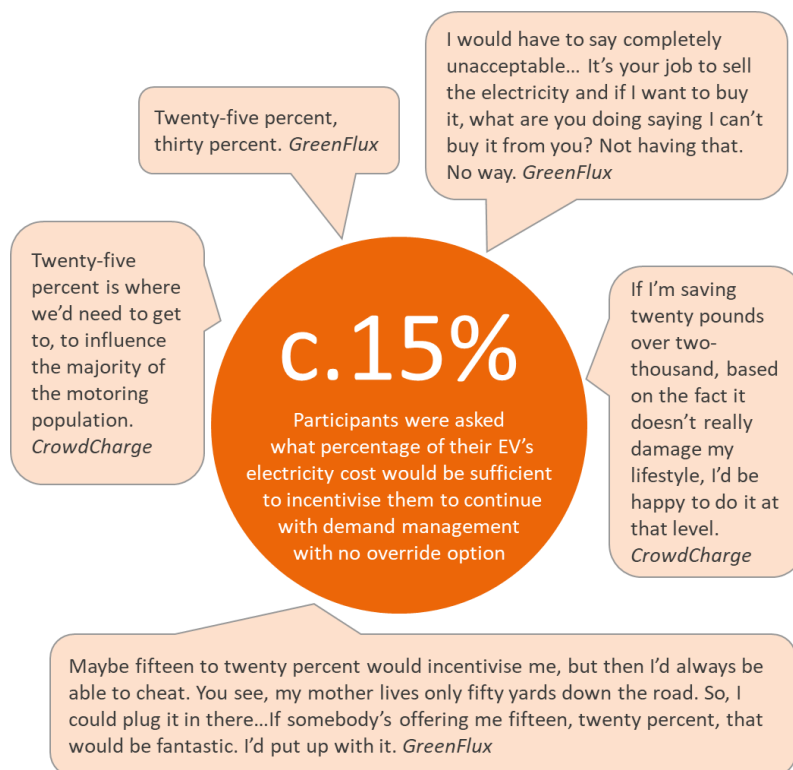 I would have to say completely
unacceptable… It’s your job to sell
the electricity and if I want to buy
it, what are you doing saying I can’t
buy it from you? Not having that.
No way. GreenFlux
Twenty-five percent,
thirty percent. GreenFlux
Twenty-five
percent is where
we’d need to get
to, to influence
the majority of
the motoring
population.
CrowdCharge
c.15%
Participants were asked
what percentage of their EV’s
electricity cost would be sufficient
to incentivise them to continue
with demand management
with no override option
If I’m saving
twenty pounds
over two-
thousand, based
on the fact it
doesn’t really
damage my
lifestyle, I’d be
happy to do it at
that level.
CrowdCharge
Maybe fifteen to twenty percent would incentivise me, but then I’d always be
able to cheat. You see, my mother lives only fifty yards down the road. So, I
could plug it in there…If somebody’s offering me fifteen, twenty percent, that
would be fantastic. I’d put up with it. GreenFlux